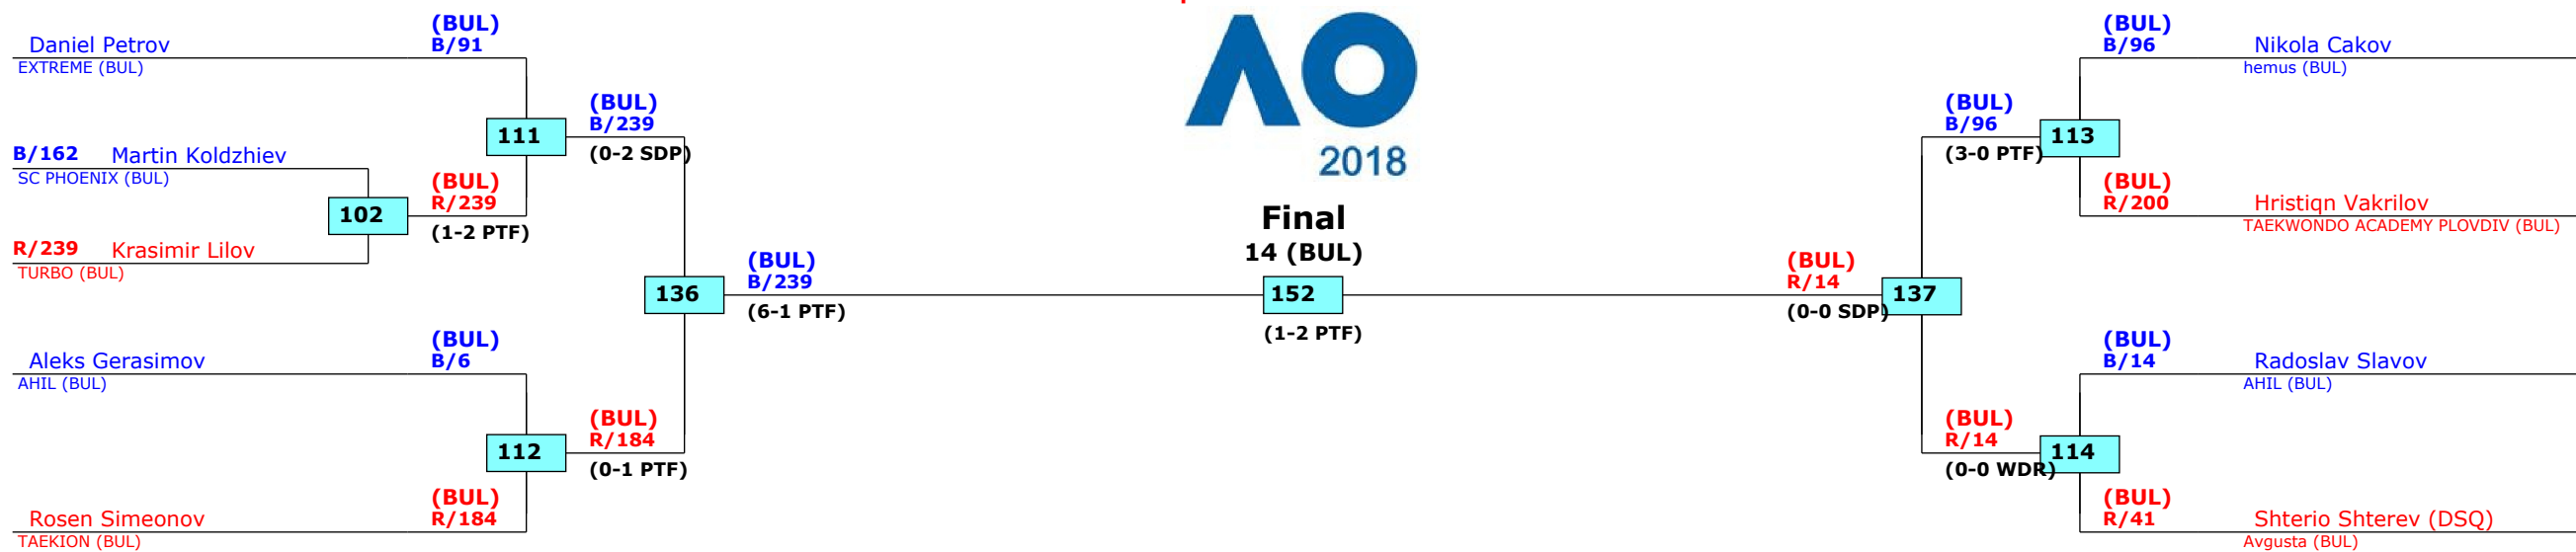 Daniel Petrov
(BUL)
B/91
EXTREME (BUL)
B/162 Martin Koldzhiev
SC PHOENIX (BUL)
R/239 Krasimir Lilov
TURBO (BUL)
102
(BUL)
R/239
(1-2 PTF)
111
(BUL)
B/239
(0-2 SDP)
Aleks Gerasimov
(BUL)
B/6
AHIL (BUL)
Rosen Simeonov
(BUL)
R/184
TAEKION (BUL)
112
(BUL)
R/184
(0-1 PTF)
136
(BUL)
B/239
(6-1 PTF)
AO
2018
Final
14 (BUL)
152
(1-2 PTF)
(BUL)
R/14
(0-0 SDP)
137
(BUL)
B/96
(3-0 PTF)
113
(BUL)
B/96
Nikola Cakov
hemus (BUL)
(BUL)
R/200
Hristiqn Vakrilov
TAEKWONDO ACADEMY PLOVDIV (BUL)
(BUL)
R/14
(0-0 WDR)
114
(BUL)
B/14
Radoslav Slavov
AHIL (BUL)
(BUL)
R/41
Shterio Shterev (DSQ)
Avgusta (BUL)